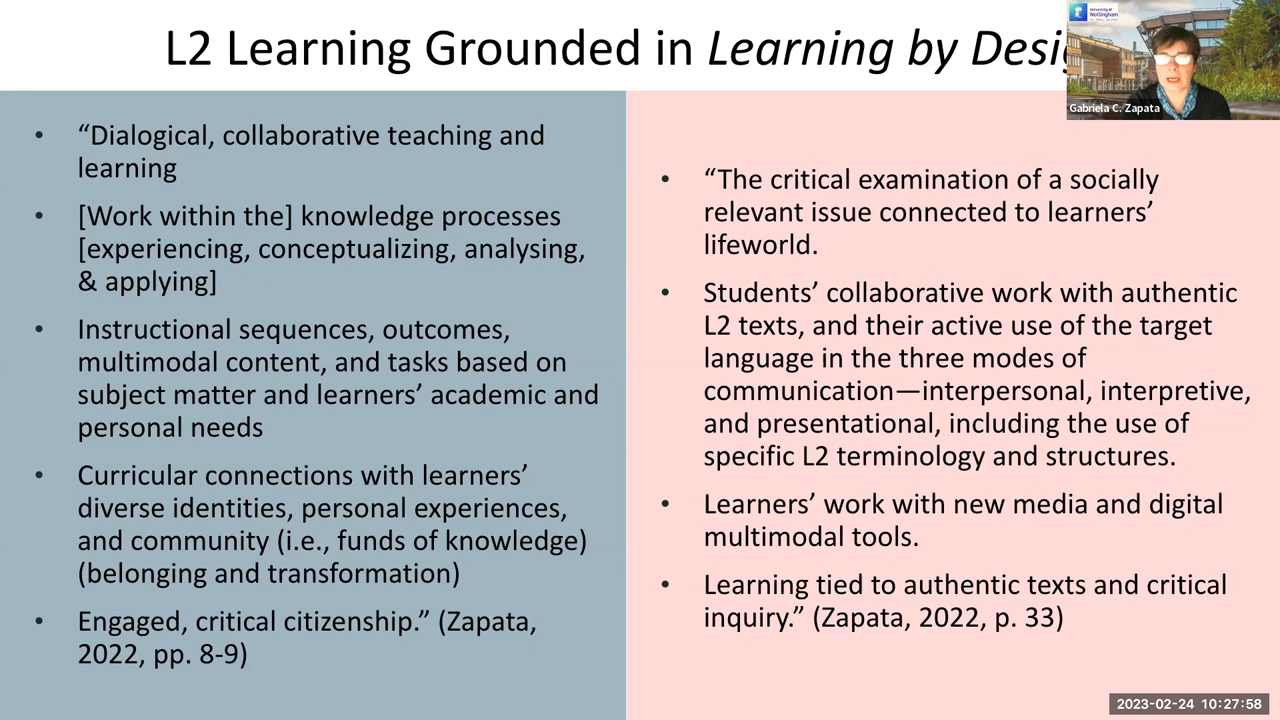 L2 Learning Grounded in Learning by Desi
“Dialogical, collaborative teaching and
learning
[Work within the] knowledge processes
[experiencing, conceptualizing, analysing,
& applying]
Instructional sequences, outcomes,
multimodal content, and tasks based on
subject matter and learners’ academic and
personal needs
Curricular connections with learners’
diverse identities, personal experiences,
and community (i.e., funds of knowledge)
(belonging and transformation)
Engaged, critical citizenship.” (Zapata,
2022, pp. 8-9)
“The critical examination of a socially
relevant issue connected to learners’
lifeworld.
Students’ collaborative work with authentic
L2 texts, and their active use of the target
language in the three modes of
communication—interpersonal, interpretive,
and presentational, including the use of
specific L2 terminology and structures.
Learners’ work with new media and digital
multimodal tools.
Learning tied to authentic texts and critical
inquiry.” (Zapata, 2022, p. 33)
University of
Nottingham
Gabriela C. Zapata
2023-02-24 10:27:58